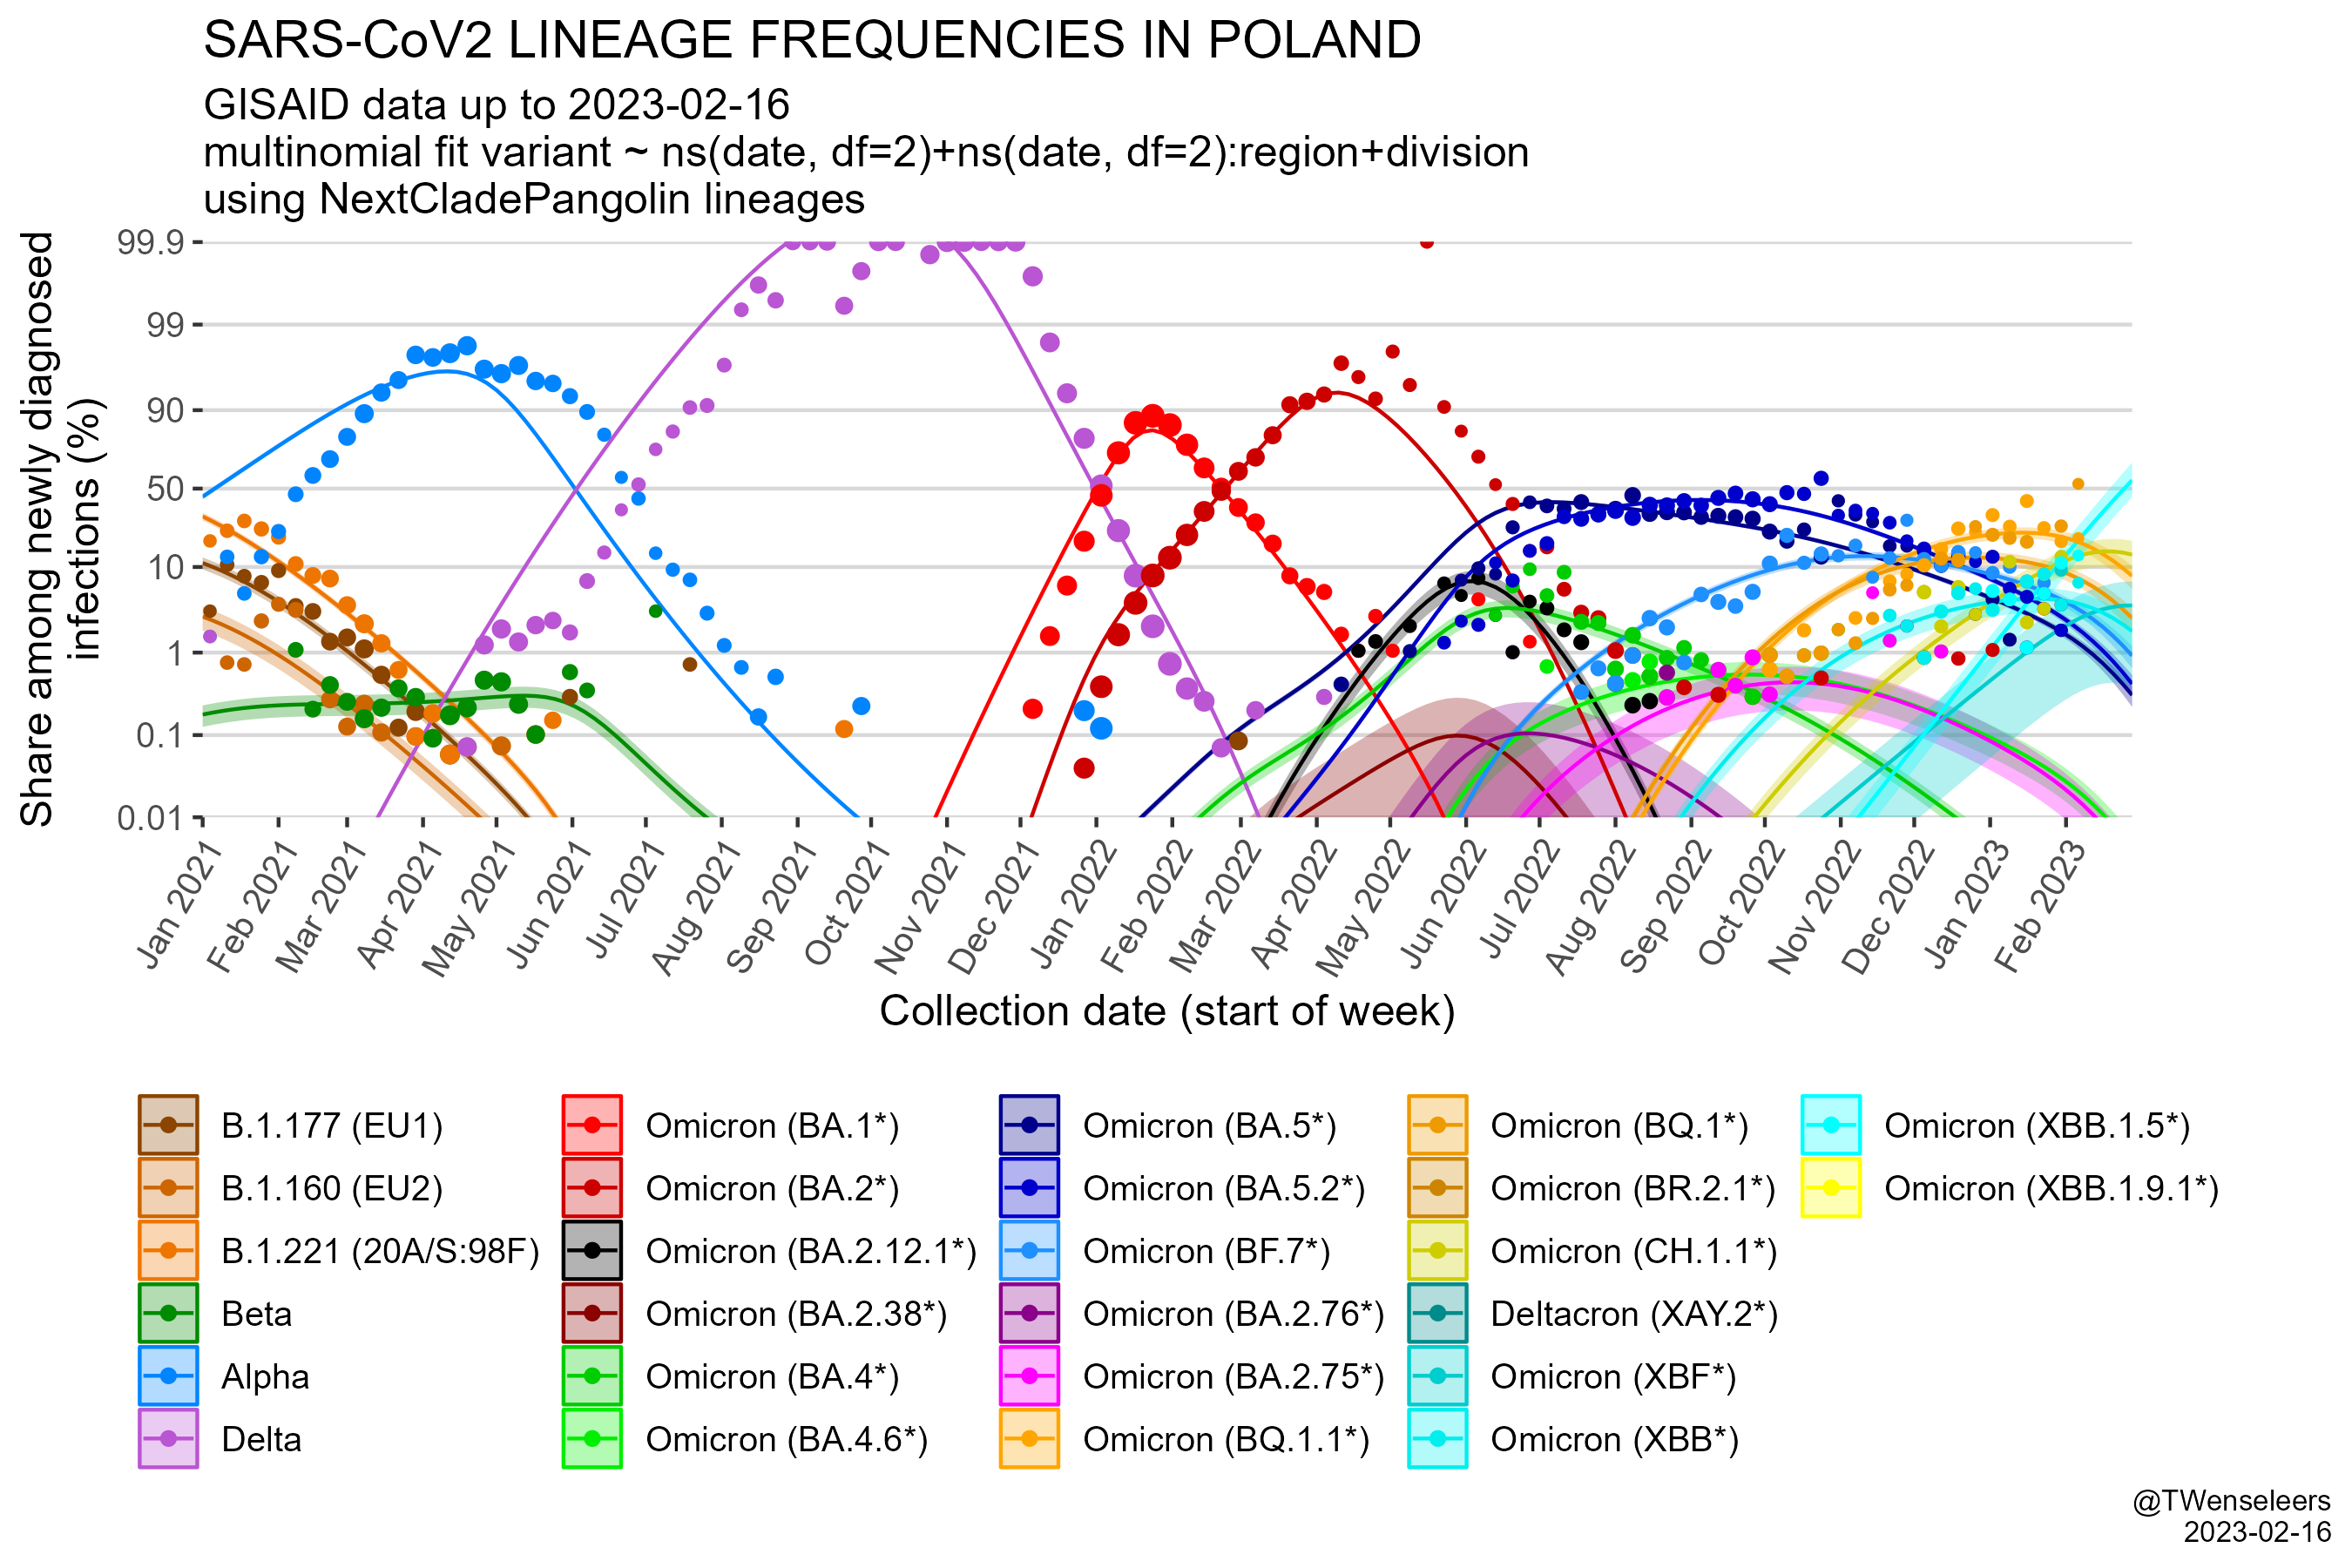 SARS-CoV2 LINEAGE FREQUENCIES IN POLAND
GISAID data up to 2023-02-16
multinomial fit variant ~ ns(date, df=2)+ns(date, df=2):region+division
using NextCladePangolin lineages
Share among newly diagnosed
infections (%)
99.9
99
90
50
10
1
0.1
0.01
Jan 2021
Feb 2021
Mar 2021
Apr 2021
May 2021
Jun 2021
Jul 2021
Aug 2021
Sep 2021
Oct 2021
Nov 2021
Dec 2021
Jan 2022
Feb 2022
Mar 2022
Apr 2022
May 2022
Jun 2022
Jul 2022
Aug 2022
Sep 2022
Oct 2022
Nov 2022
Dec 2022
Jan 2023
Feb 2023
Collection date (start of week)
B.1.177 (EU1)
B.1.160 (EU2)
B.1.221 (20A/S:98F)
Beta
Alpha
Delta
Omicron (BA.1*)
Omicron (BA.2*)
Omicron (BA.2.12.1*)
Omicron (BA.2.38*)
Omicron (BA.4*)
Omicron (BA.4.6*)
Omicron (BA.5*)
Omicron (BA.5.2*)
Omicron (BF.7*)
Omicron (BA.2.76*)
Omicron (BA.2.75*)
Omicron (BQ.1.1*)
Omicron (BQ.1*)
Omicron (BR.2.1*)
Omicron (CH.1.1*)
Deltacron (XAY.2*)
Omicron (XBF*)
Omicron (XBB*)
Omicron (XBB.1.5*)
Omicron (XBB.1.9.1*)
@TWenseleers
2023-02-16